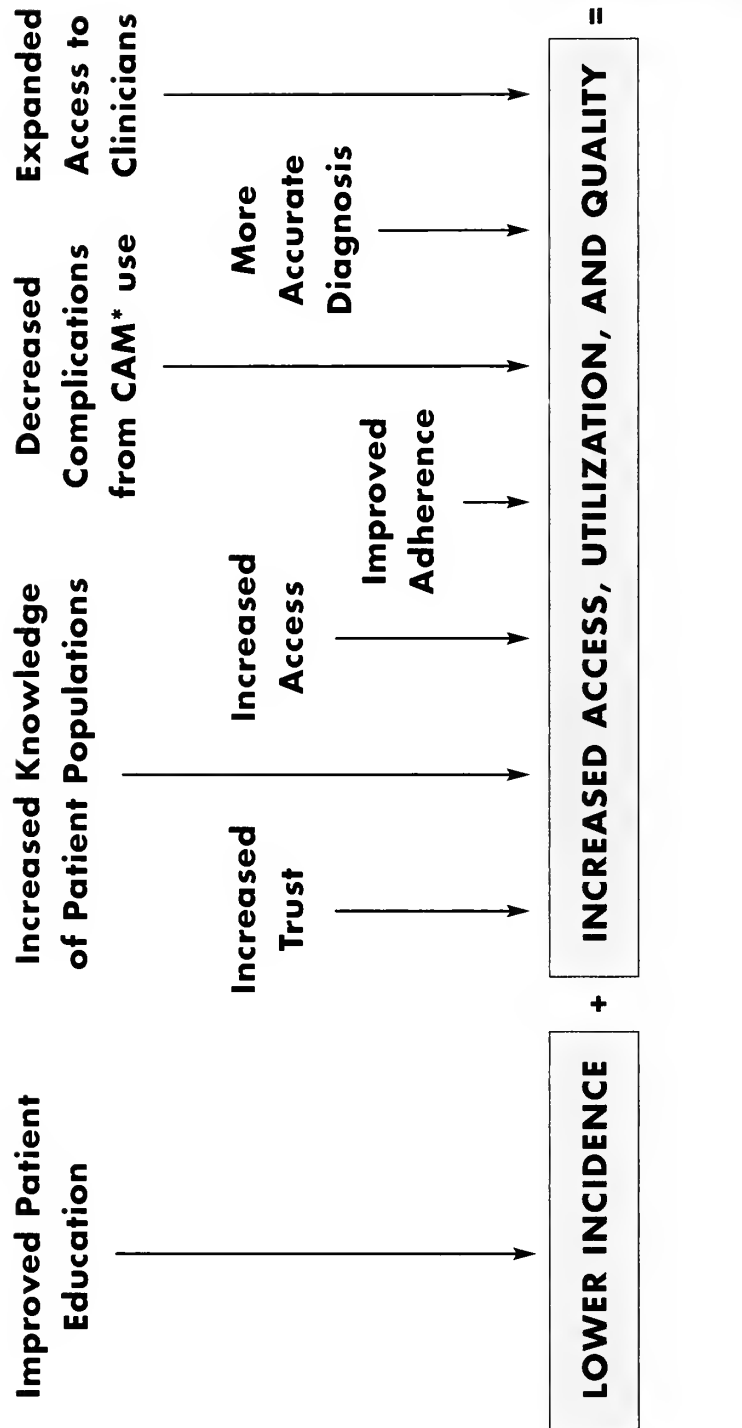 Improved Patient
Education
Increased Knowledge
of Patient Populations
Decreased
Complications
from CAM* use
Expanded
Access to
Clinicians
Increased
Trust
Increased
Access
Improved
Adherence
More
Accurate
Diagnosis
LOWER INCIDENCE
+
INCREASED ACCESS, UTILIZATION, AND QUALITY
=